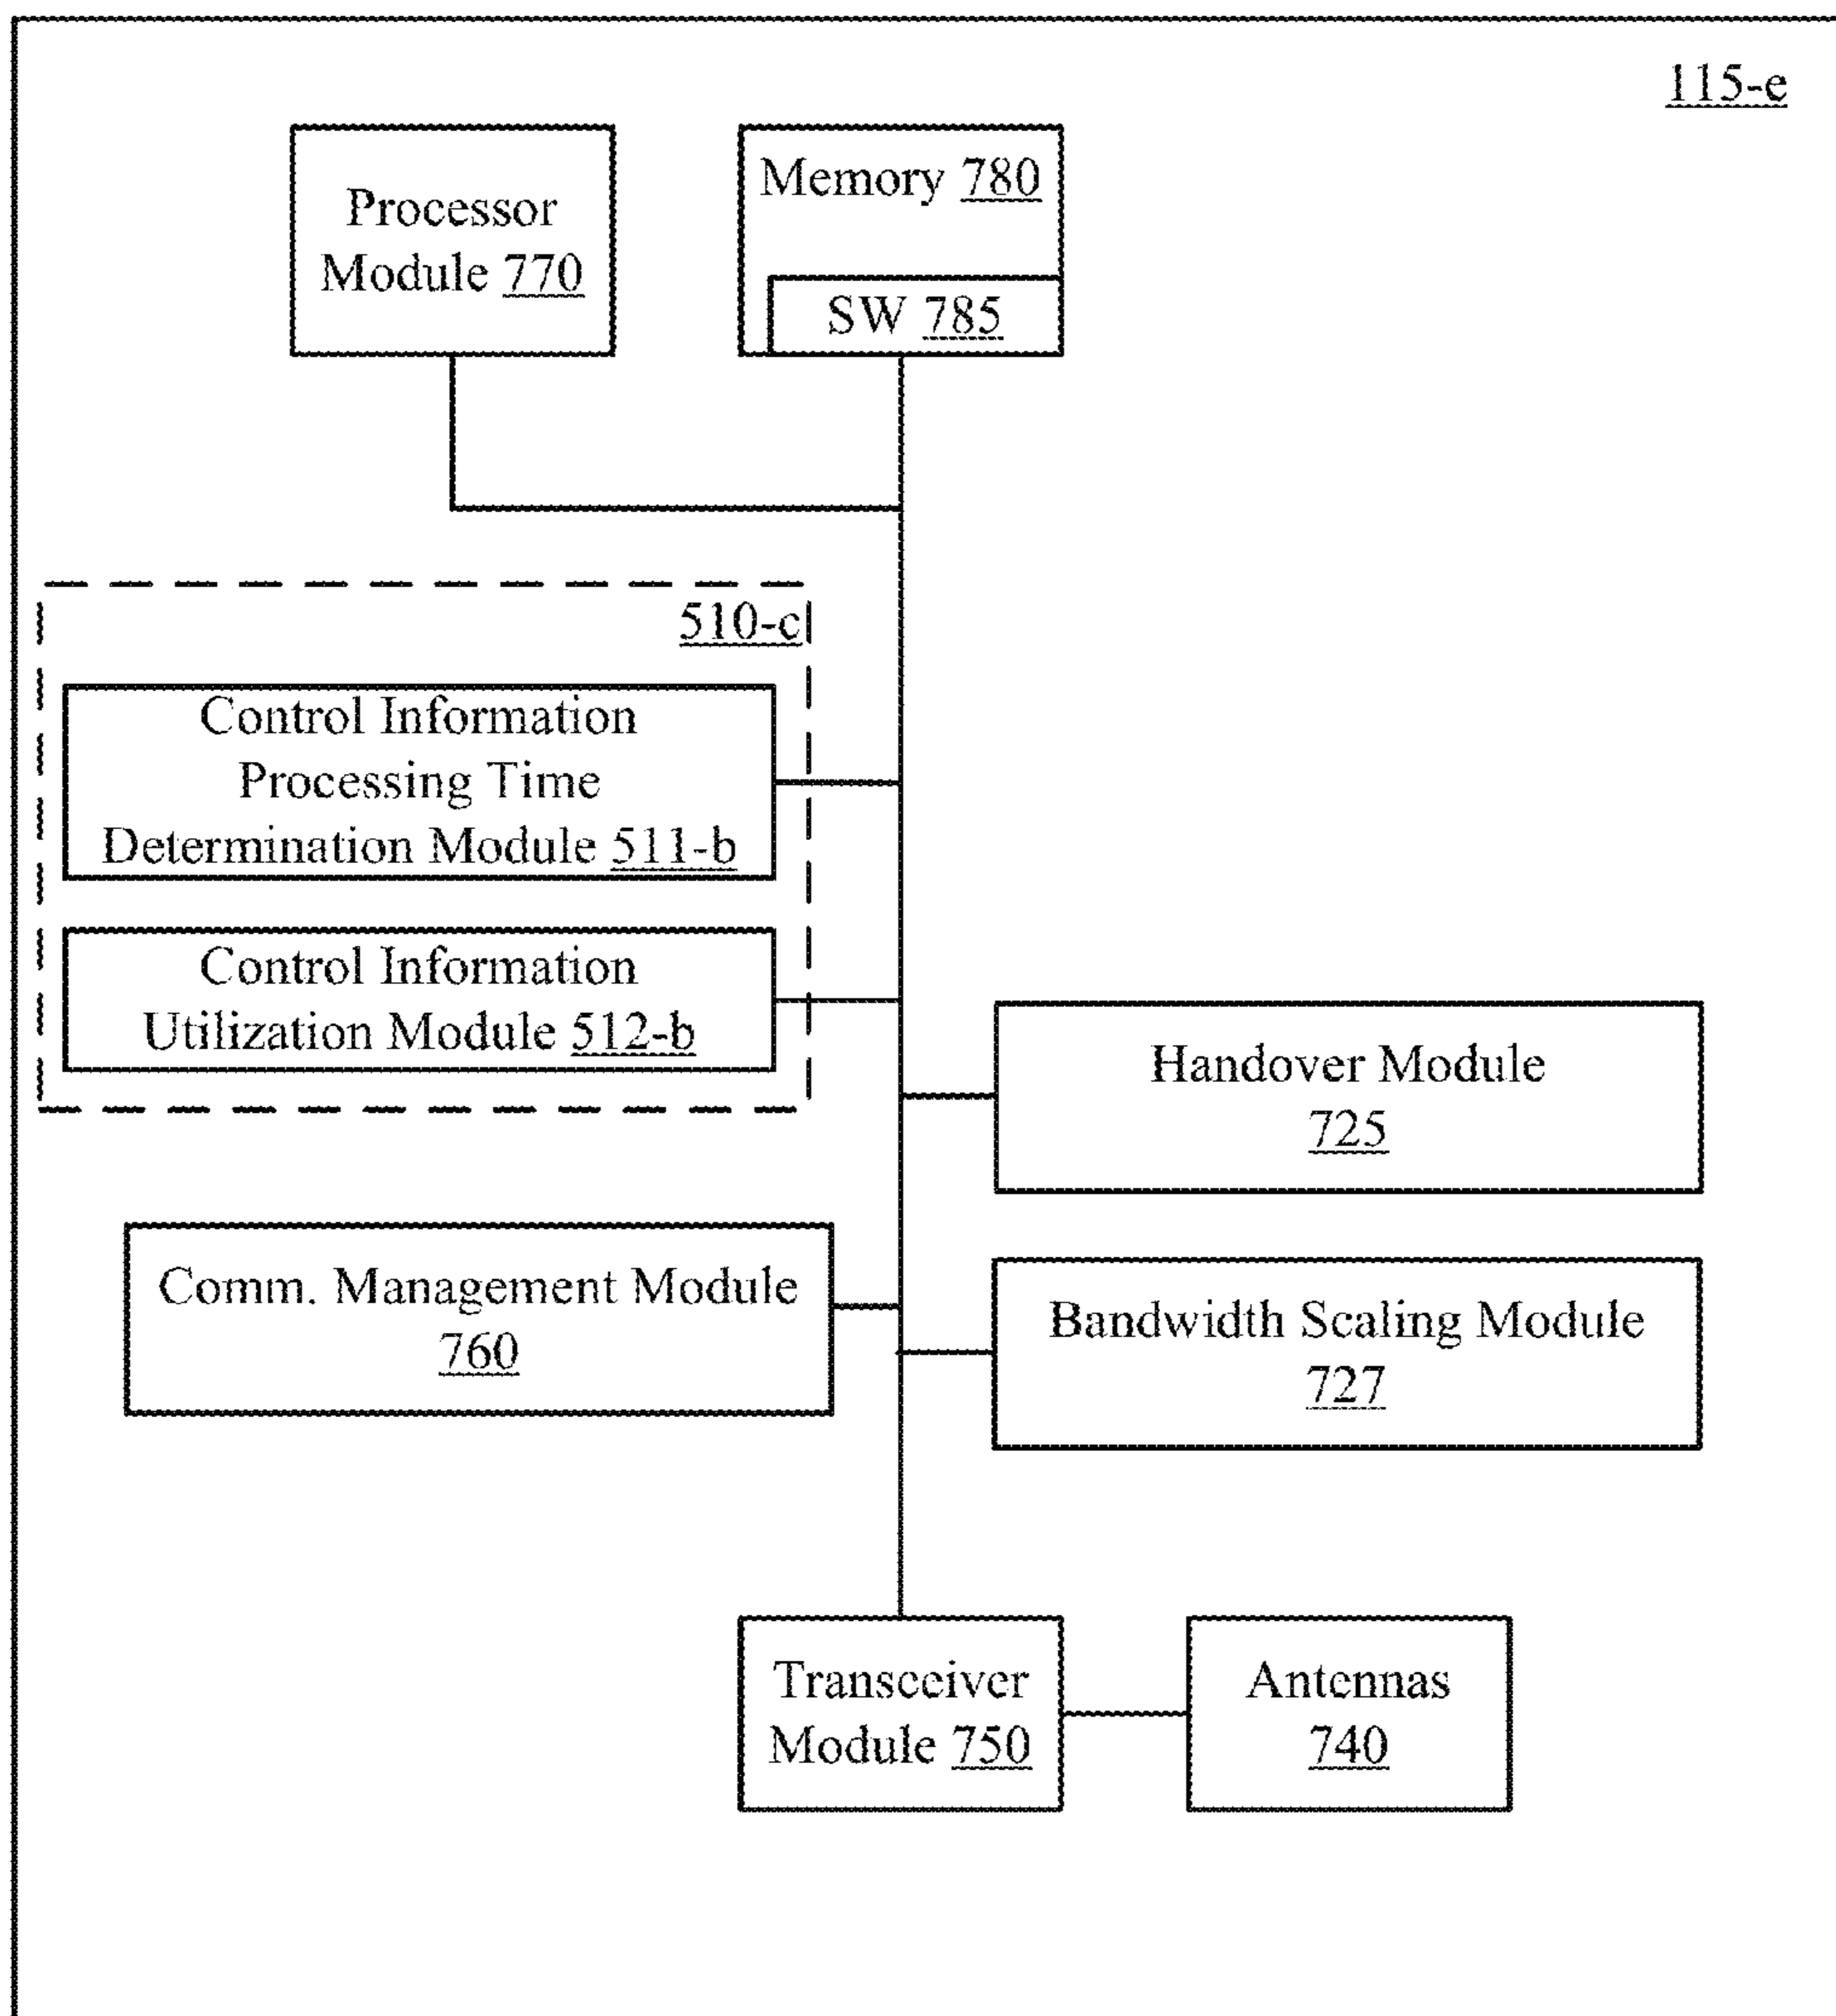 115-e
Processor
Module 770
Memory 780
SW 785
510-c
Control Information
Processing Time
Determination Module 511-b
Control Information
Utilization Module 512-b
Handover Module
725
Comm. Management Module
760
Bandwidth Scaling Module
727
Transceiver
Module 750
Antennas
740